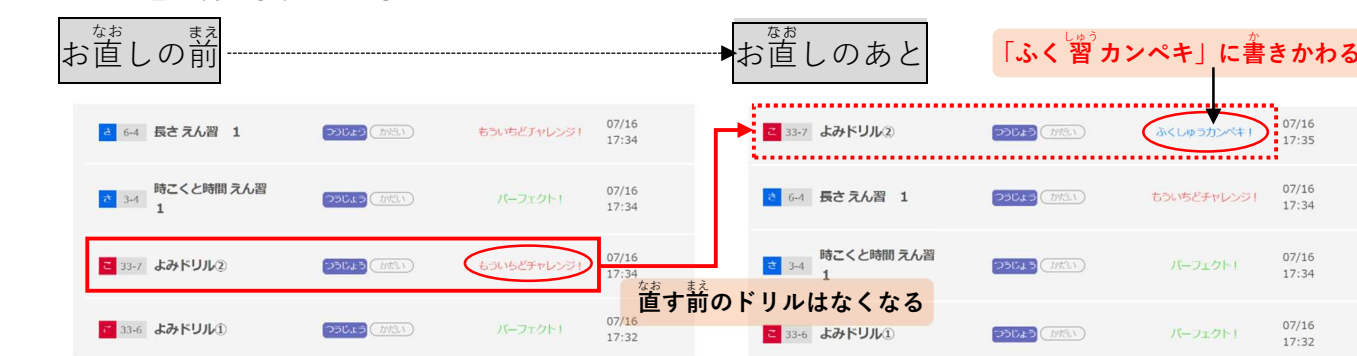 お直しの前
なお
まえ
お直しのあと
なお
「ふく習カンペキ」に書きかわる
しゅう
か
さ 6-4 長さ えん習 1 つうじょう かだい もういちどチャレンジ! 07/16 17:34
さ 3-4 時こくと時間 えん習 1 つうじょう かだい パーフェクト! 07/16 17:34
こ 33-7 よみドリル② つうじょう かだい もういちどチャレンジ! 07/16 17:34
こ 33-6 よみドリル① つうじょう かだい パーフェクト! 07/16 17:32
こ 33-7 よみドリル② つうじょう かだい ふくしゅうカンペキ! 07/16 17:35
さ 6-4 長さ えん習 1 つうじょう かだい もういちどチャレンジ! 07/16 17:34
さ 3-4 時こくと時間 えん習 1 つうじょう かだい パーフェクト! 07/16 17:34
こ 33-6 よみドリル① つうじょう かだい パーフェクト! 07/16 17:32
なお
まえ
直す前のドリルはなくなる